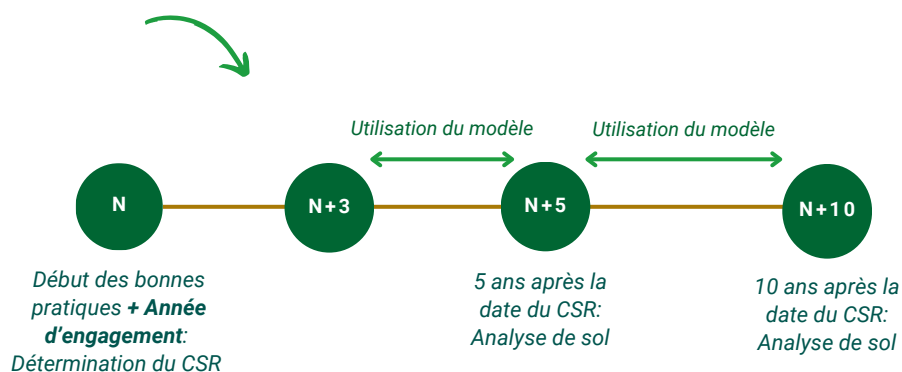 Utilisation du modèle
Utilisation du modèle
N
N+3
N+5
N+10
Début des bonnes
pratiques + Année
d'engagement:
Détermination du CSR
5 ans après la
date du CSR:
Analyse de sol
10 ans après la
date du CSR:
Analyse de sol